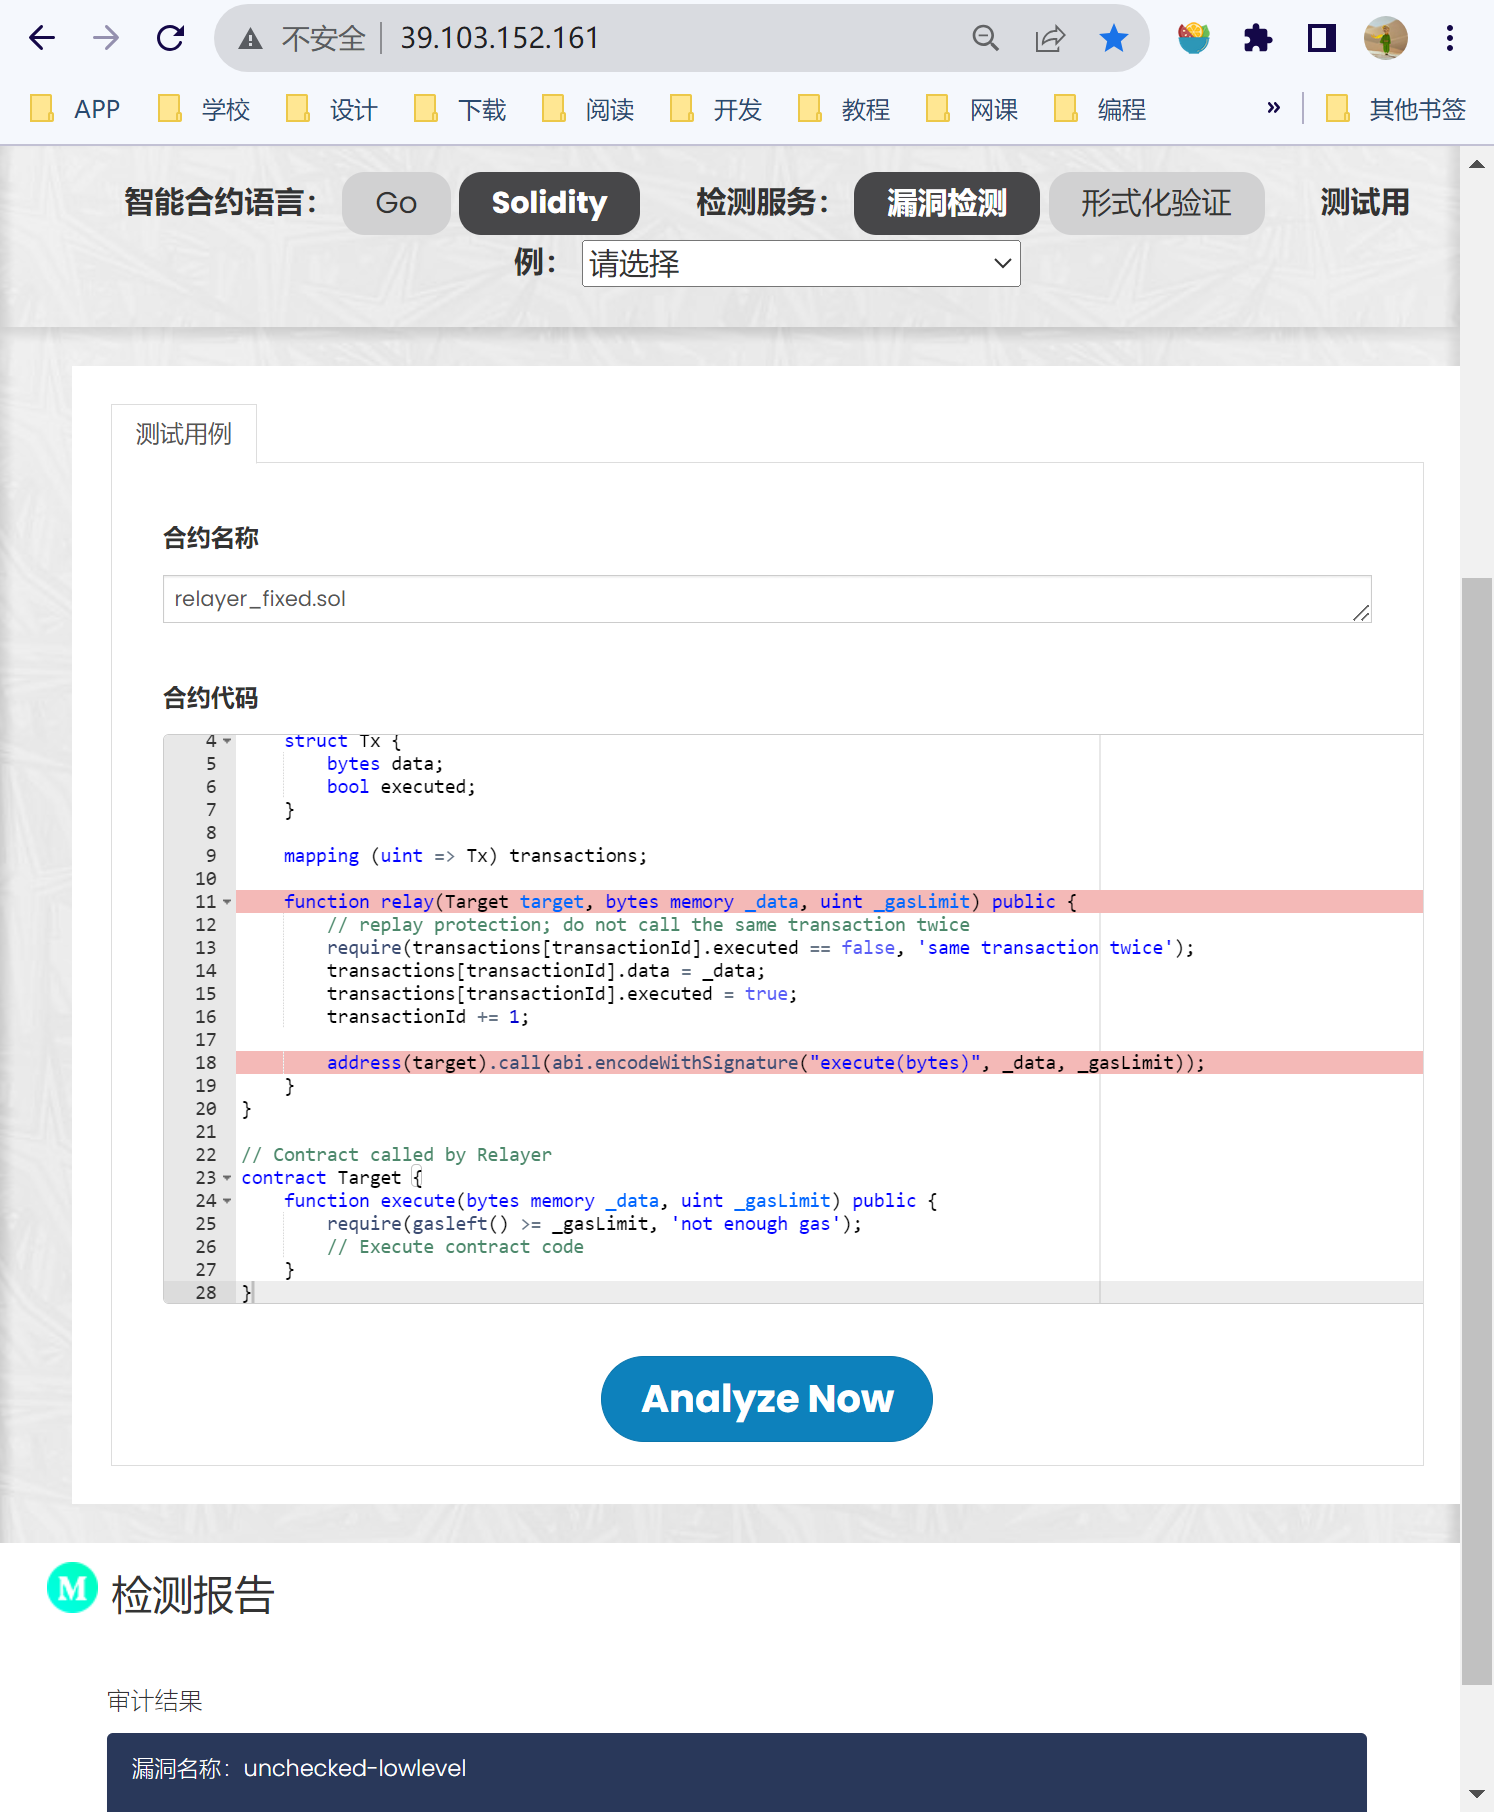 不安全 39.103.152.161
APP 学校 设计 下载 阅读 开发 教程 网课 编程 » 其他书签
智能合约语言： Go Solidity 检测服务： 漏洞检测 形式化验证 测试用
例： 请选择
测试用例
合约名称
relayer_fixed.sol
合约代码
4 struct Tx {
5 bytes data;
6 bool executed;
7 }
8
9 mapping (uint => Tx) transactions;
10
11 function relay(Target target, bytes memory _data, uint _gasLimit) public {
12 // replay protection; do not call the same transaction twice
13 require(transactions[transactionId].executed == false, 'same transaction twice');
14 transactions[transactionId].data = _data;
15 transactions[transactionId].executed = true;
16 transactionId += 1;
17
18 address(target).call(abi.encodeWithSignature("execute(bytes)", _data, _gasLimit));
19 }
20 }
21
22 // Contract called by Relayer
23 contract Target {
24 function execute(bytes memory _data, uint _gasLimit) public {
25 require(gasleft() >= _gasLimit, 'not enough gas');
26 // Execute contract code
27 }
28 }
Analyze Now
M 检测报告
审计结果
漏洞名称：unchecked-lowlevel